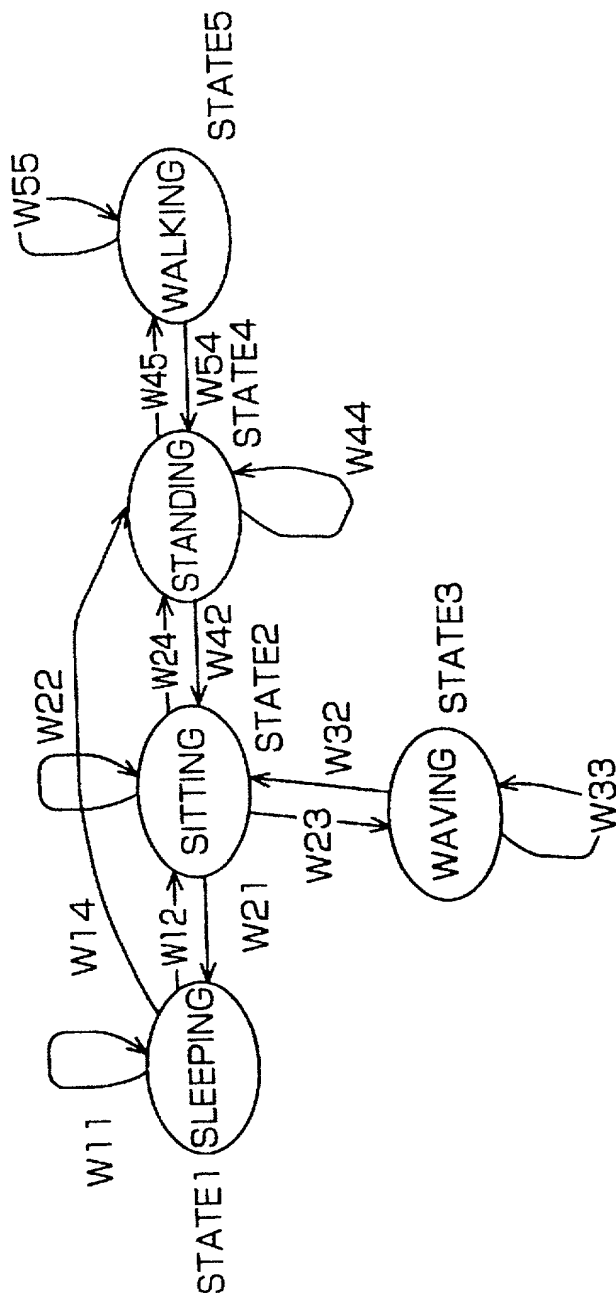 W11
STATE1
SLEEPING
W14
W12
W21
W22
SITTING
STATE2
W24
W42
W23
W32
WAVING
STATE3
W33
STANDING
STATE4
W44
W45
W54
WALKING
STATE5
W55